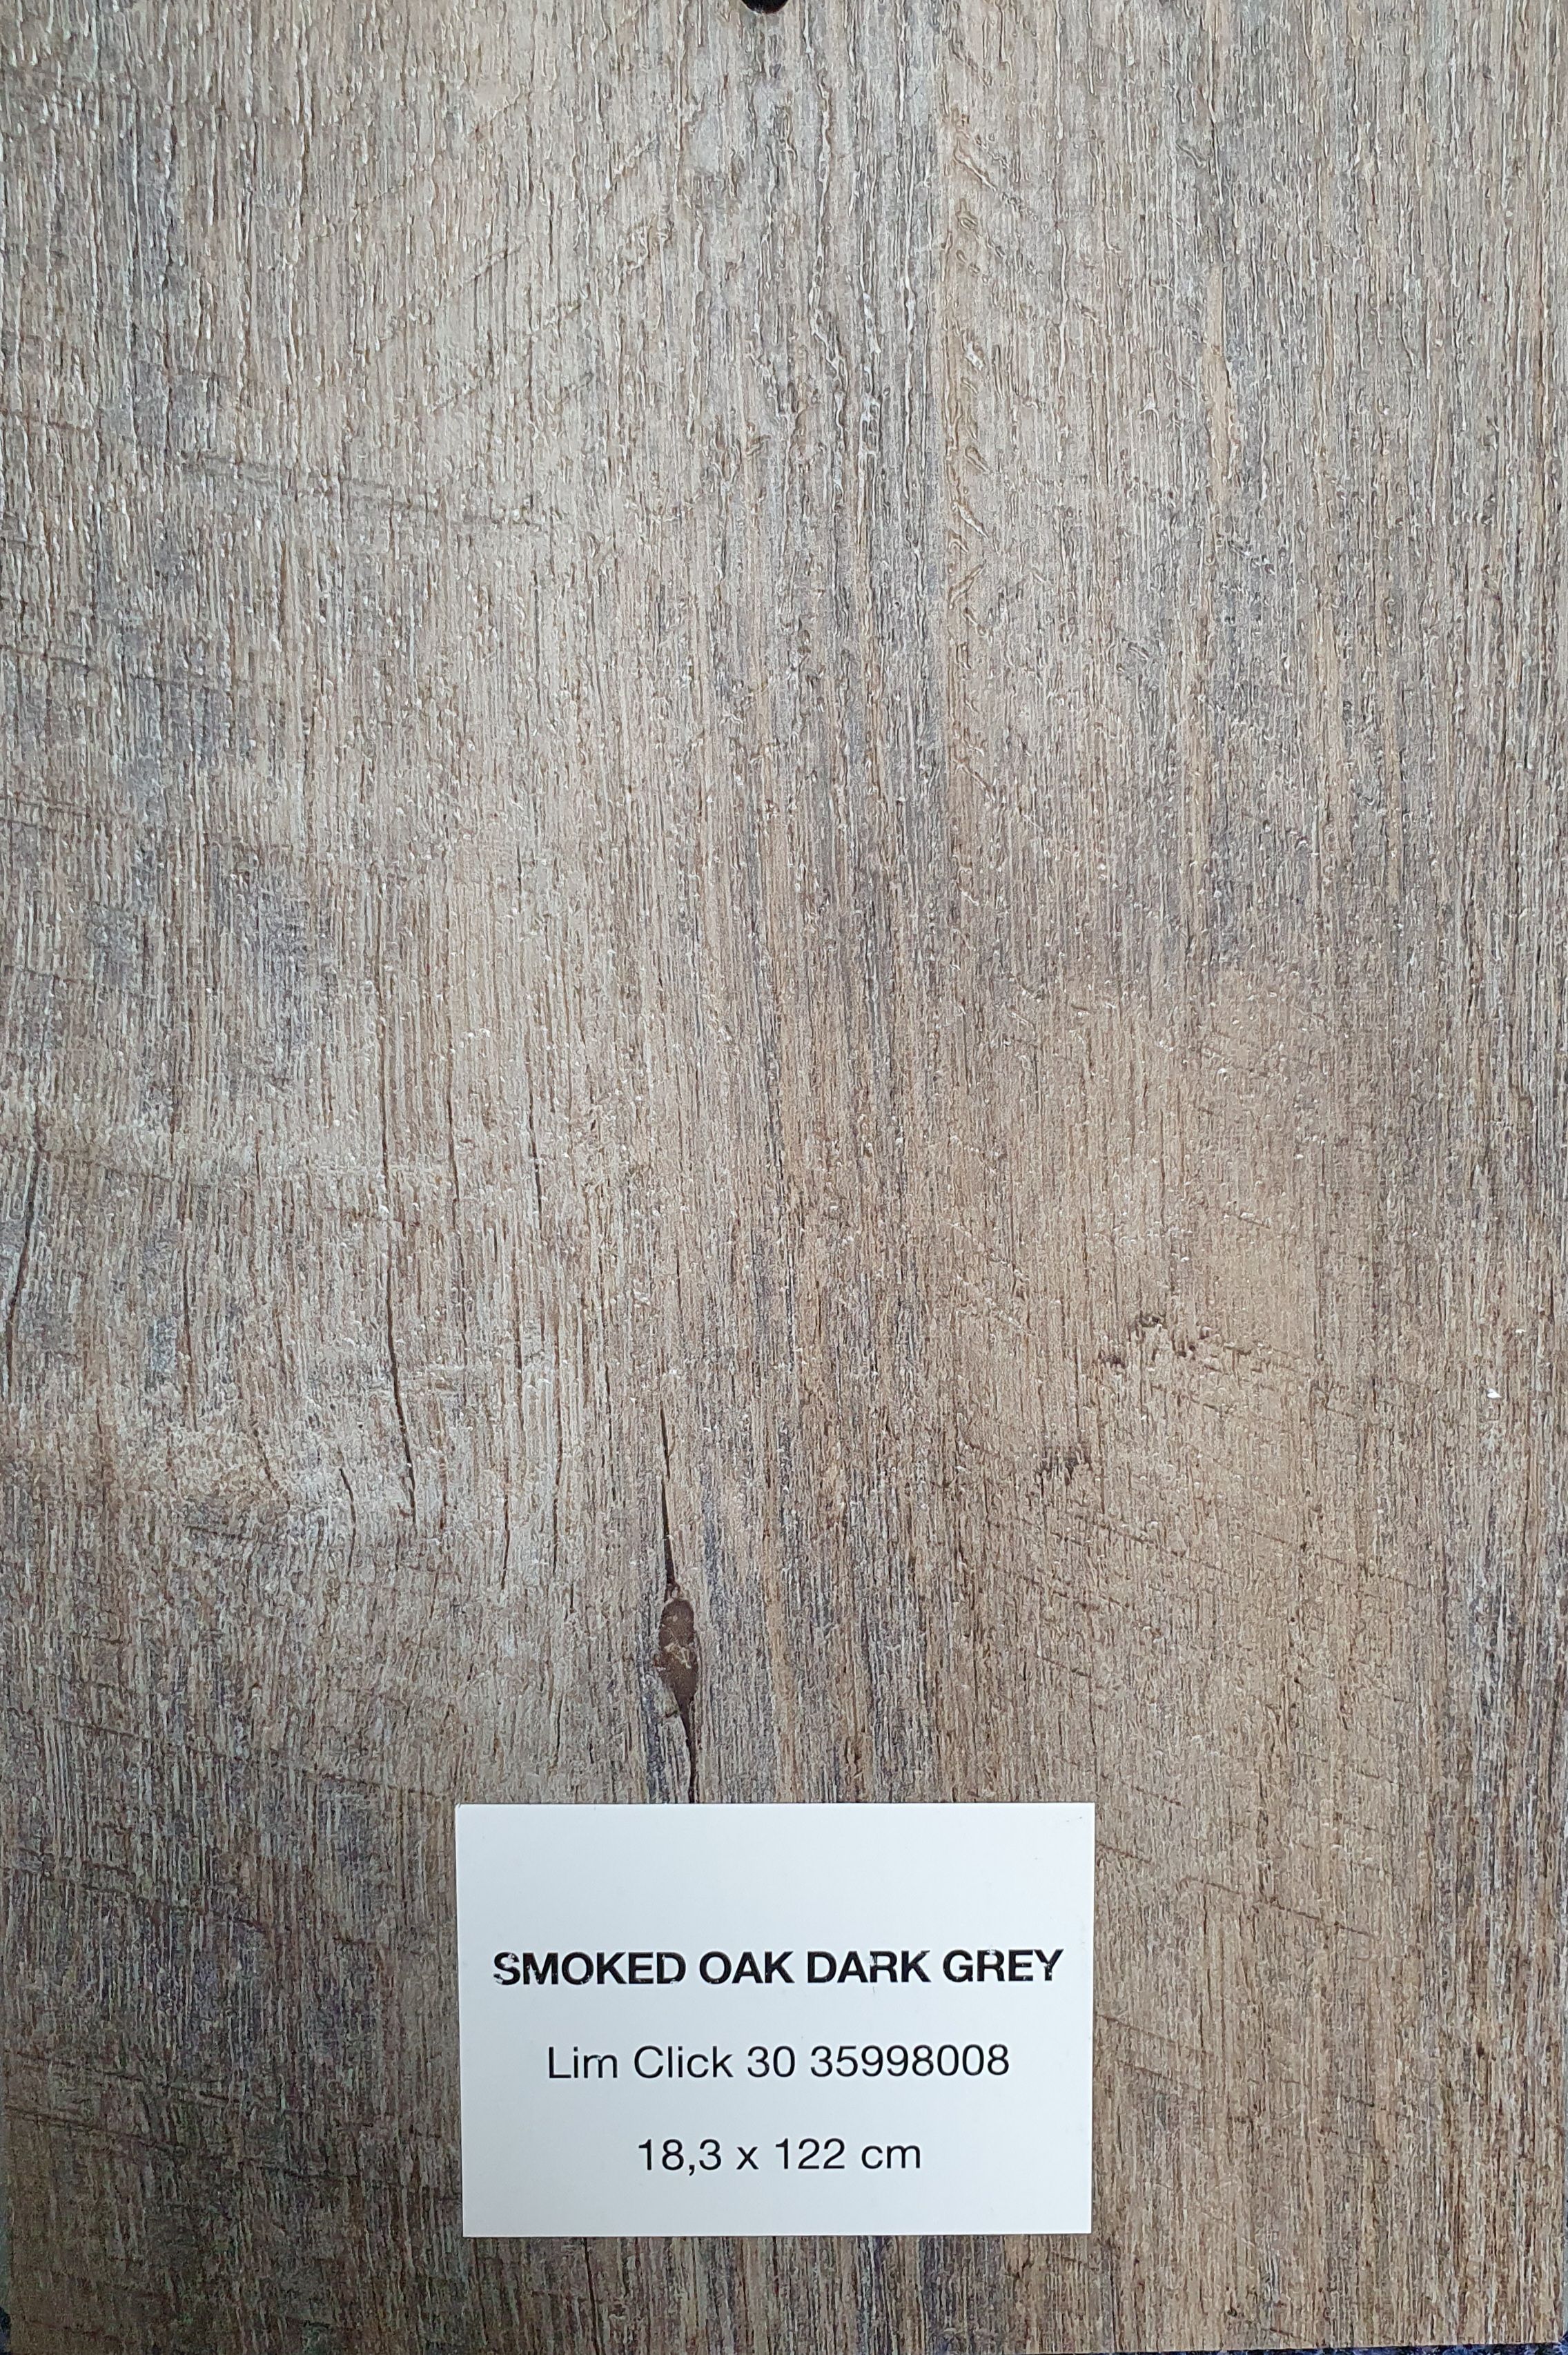 SMOKED OAK DARK GREY
Lim Click 30 35998008
18,3 x 122 cm